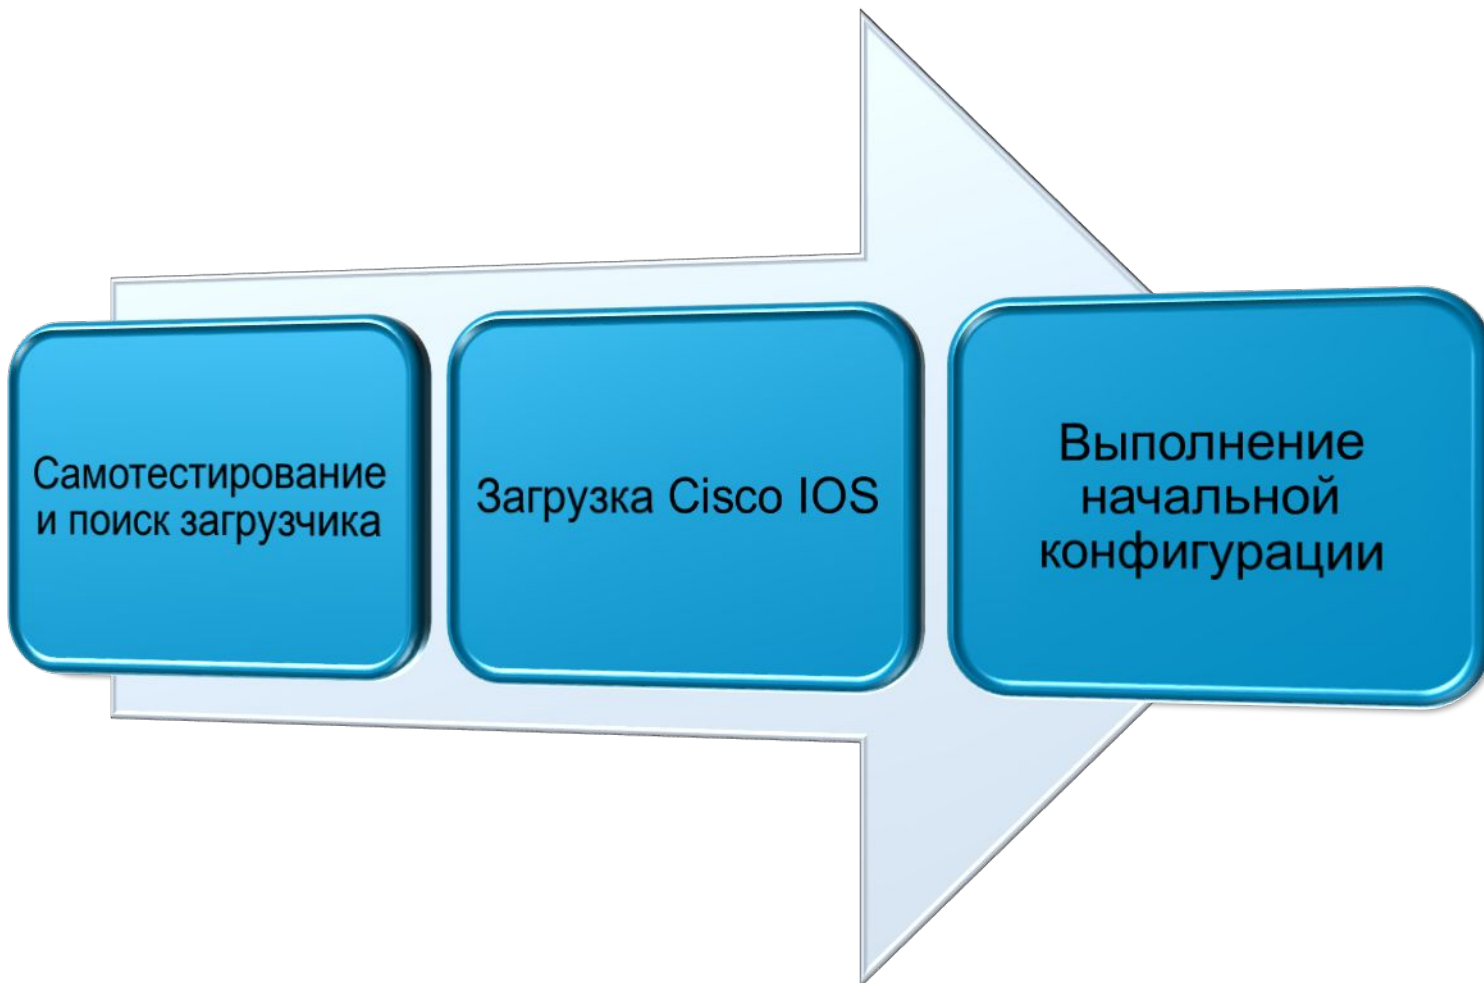 Самотестирование
и поиск загрузчика
Загрузка Cisco IOS
Выполнение
начальной
конфигурации